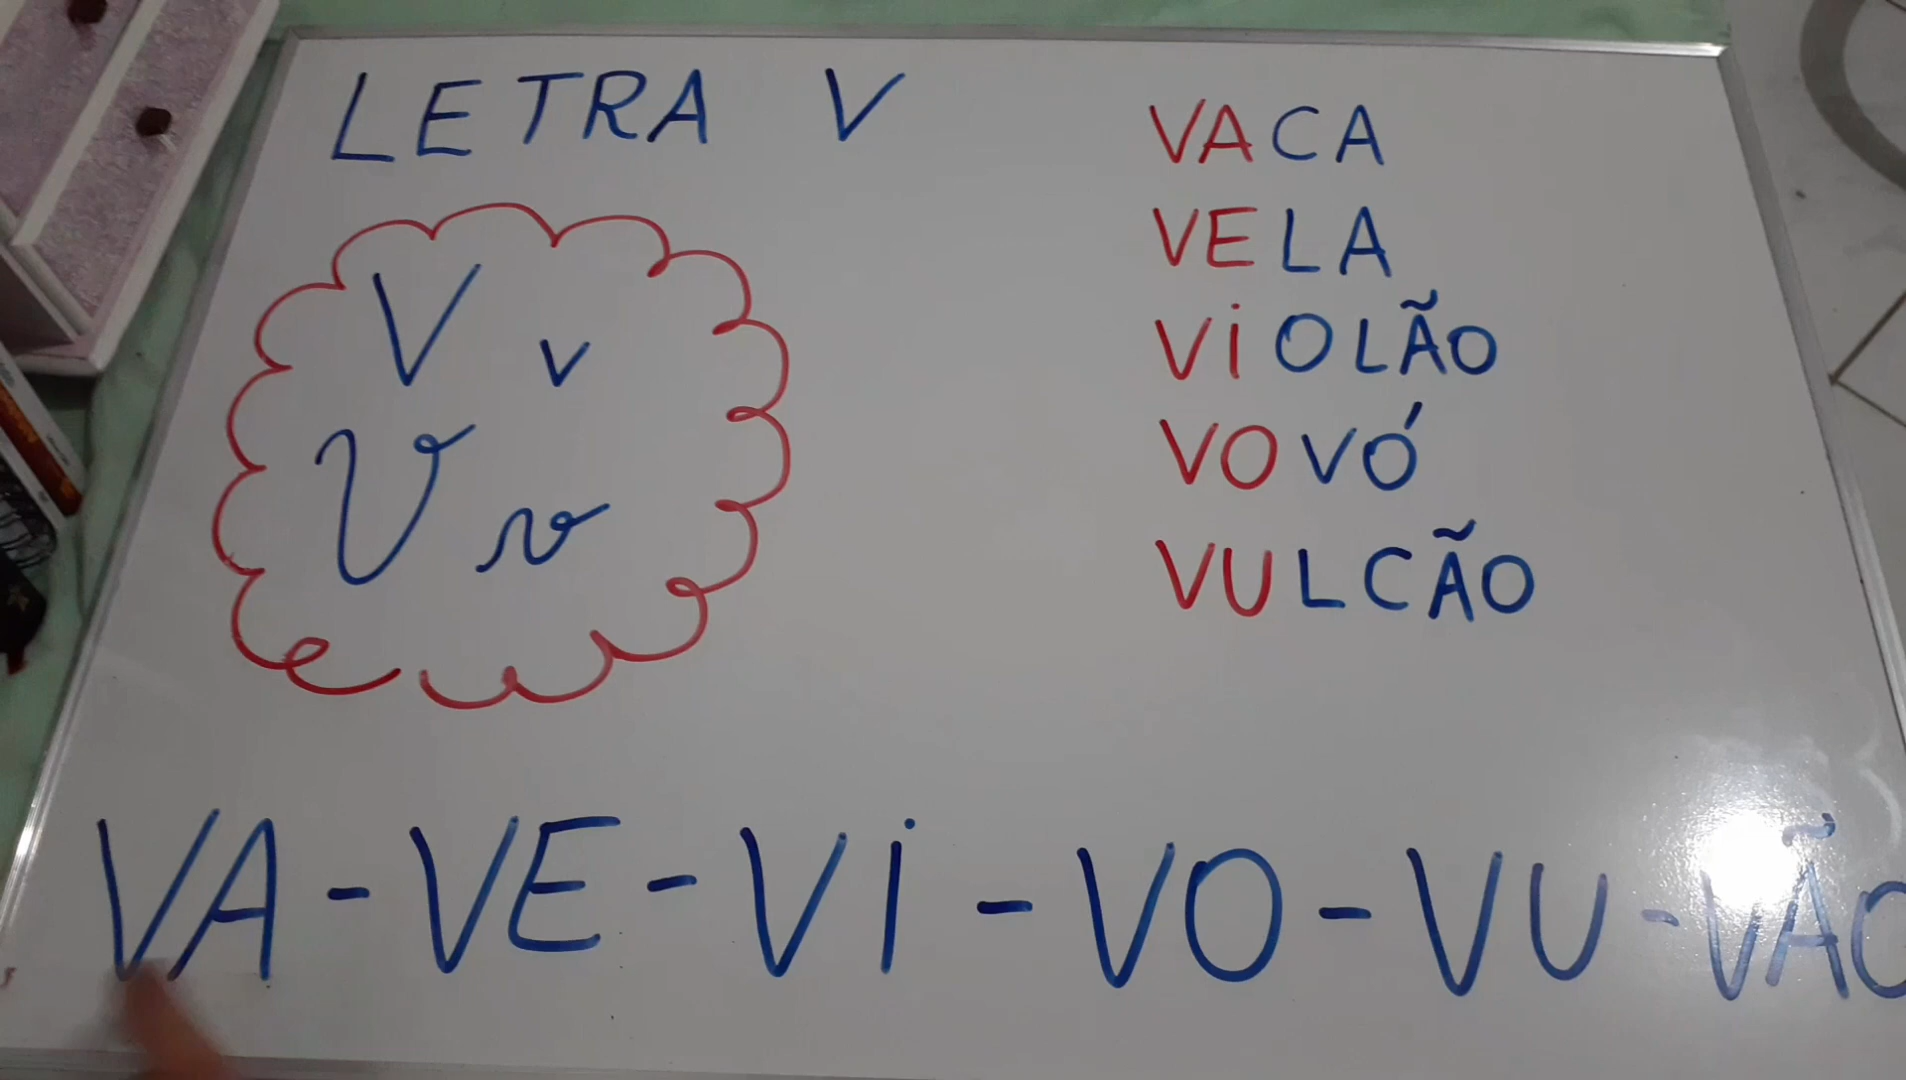 LETRA V
V v
V v
VACA
VELA
ViOLÃO
VOVÓ
VULCÃO
VA - VE - Vi - VO - VU - VÃO